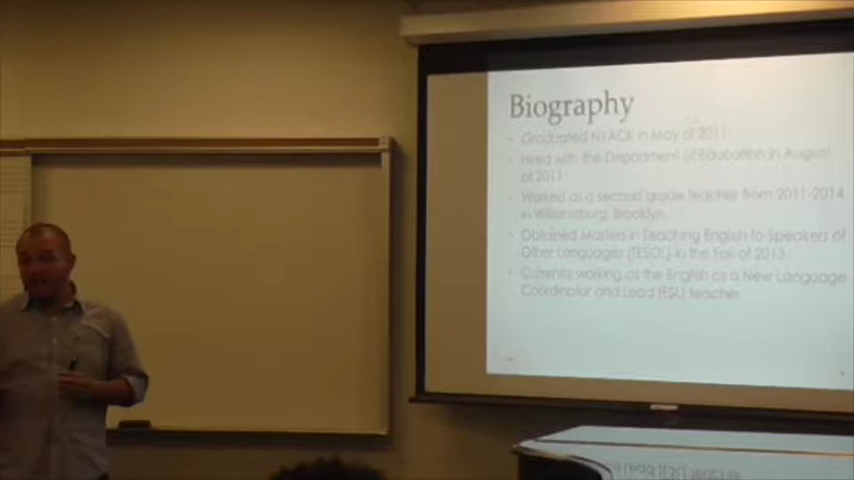 Biography
• Graduated NYACK in May of 2011
• Hired with the Department of Education in August
of 2011
• Worked as a second grade teacher from 2011-2014
in Williamsburg, Brooklyn
• Obtained Masters in Teaching English to Speakers of
Other Languages (TESOL) in the Fall of 2013
• Currently working as the English as a New Language
Coordinator and Lead (ESL) Teacher